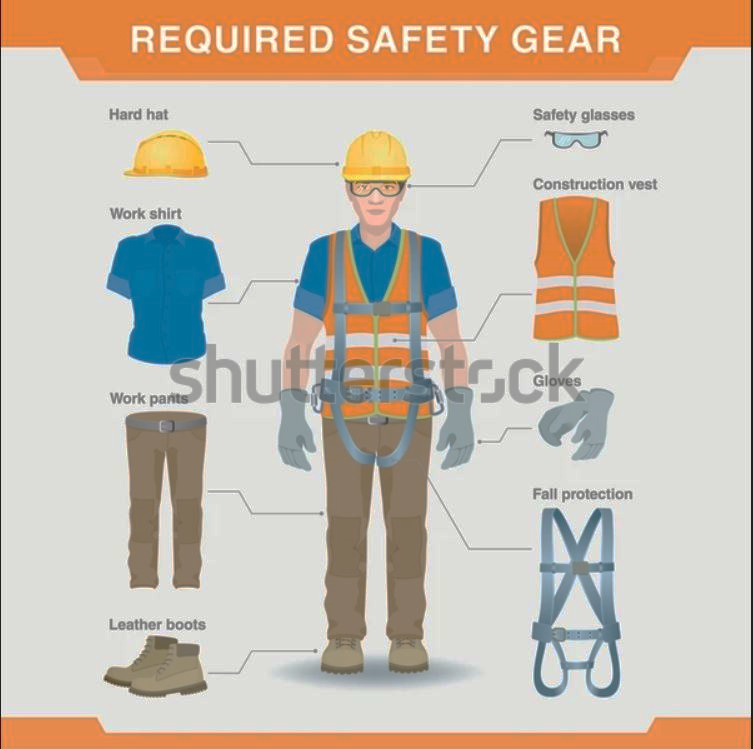 REQUIRED SAFETY GEAR
Hard hat
Safety glasses
Construction vest
Work shirt
shutterstock
Gloves
Work pants
Fall protection
Leather boots